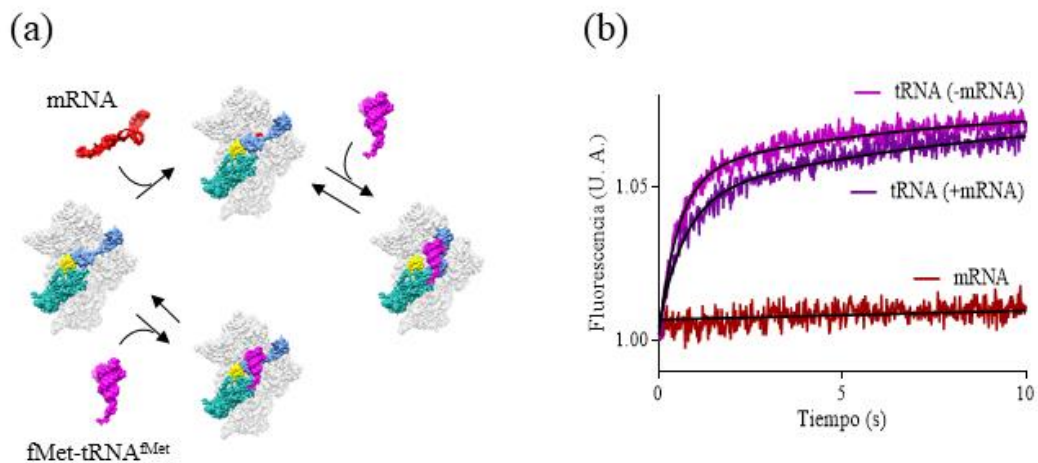 (a)
mRNA
fMet-tRNAfMet
(b)
Fluorescencia (U. A.)
1.05
1.00
0
5
10
Tiempo (s)
tRNA (-mRNA)
tRNA (+mRNA)
mRNA